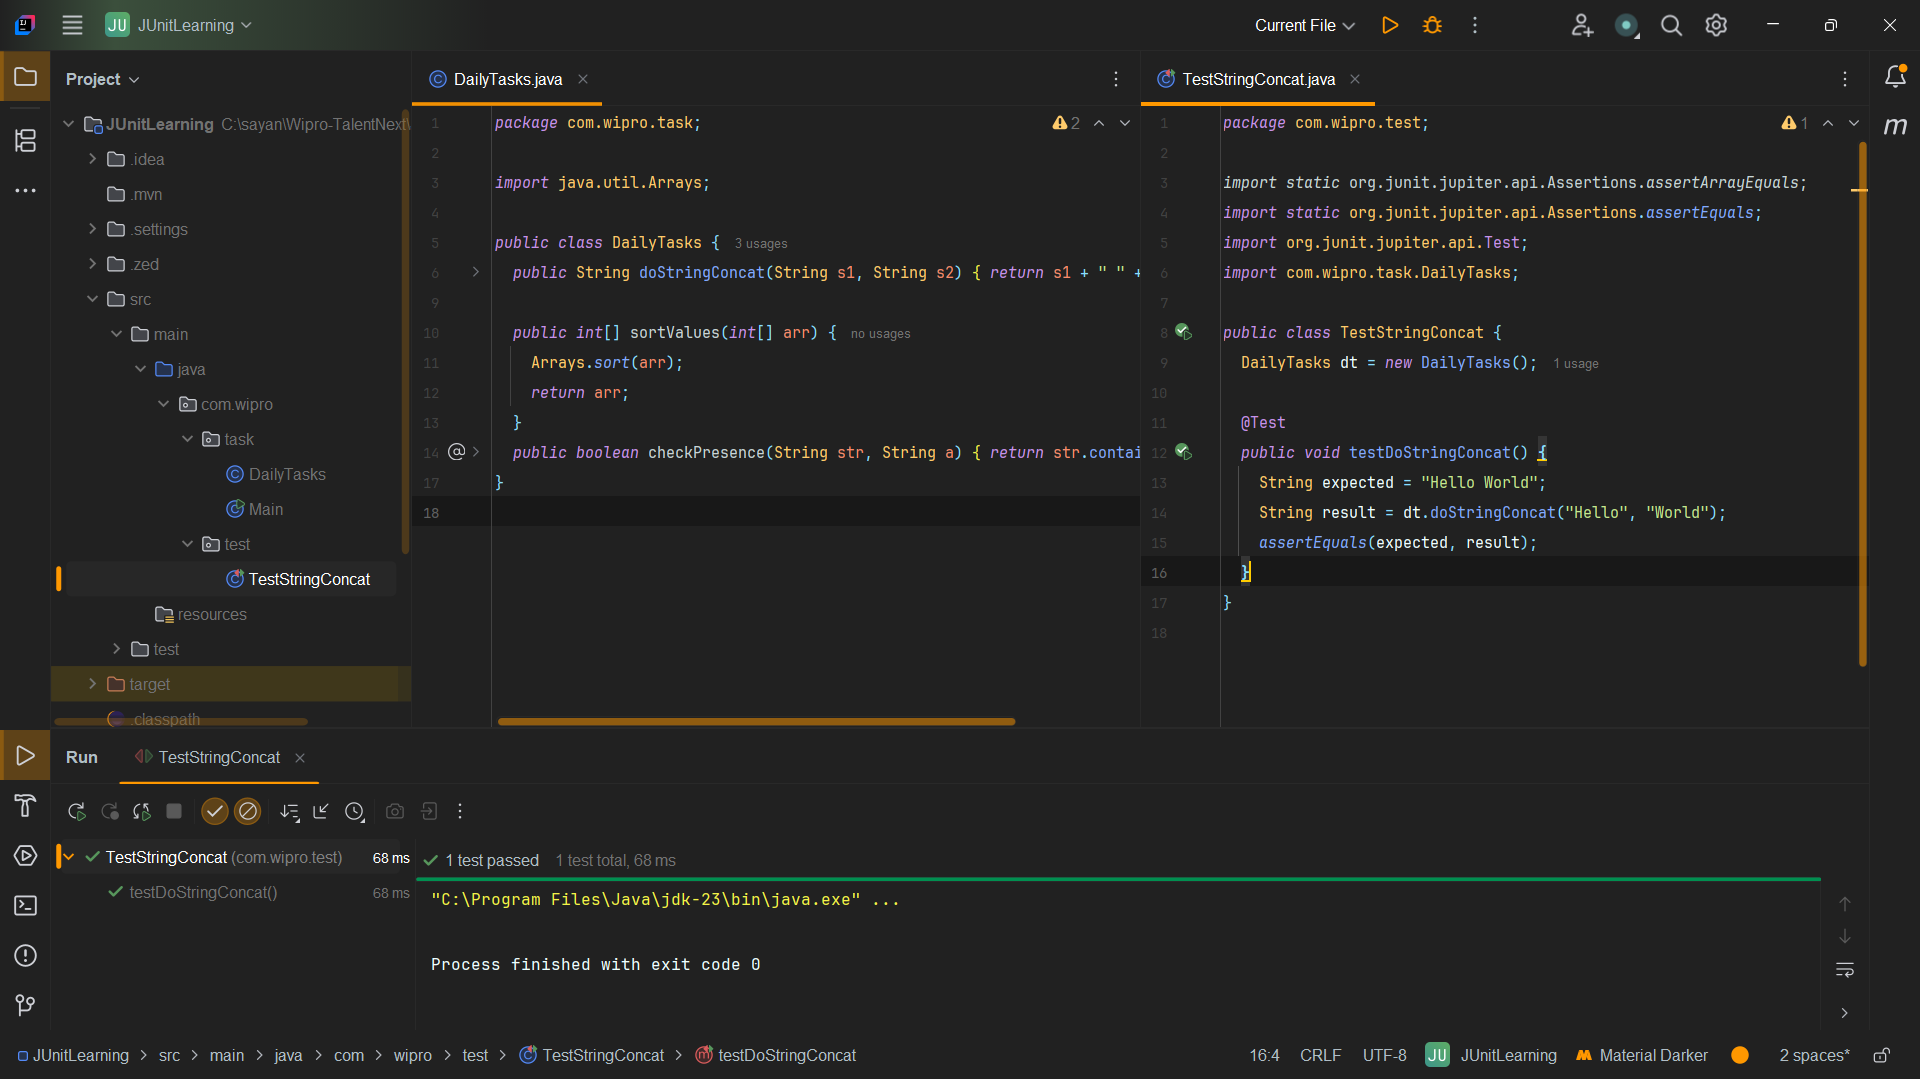 JU JUnitLearning
Current File
Project
JUnitLearning C:\sayan\Wipro-TalentNext\
.idea
.mvn
.settings
.zed
src
main
java
com.wipro
task
DailyTasks
Main
test
TestStringConcat
resources
test
target
.classpath
DailyTasks.java
2
1 package com.wipro.task;
2
3 import java.util.Arrays;
4
5 public class DailyTasks { 3 usages
6 public String doStringConcat(String s1, String s2) { return s1 + " " +
9
10 public int[] sortValues(int[] arr) { no usages
11 Arrays.sort(arr);
12 return arr;
13 }
14 @ public boolean checkPresence(String str, String a) { return str.contai
17 }
18
TestStringConcat.java
1
1 package com.wipro.test;
2
3 import static org.junit.jupiter.api.Assertions.assertArrayEquals;
4 import static org.junit.jupiter.api.Assertions.assertEquals;
5 import org.junit.jupiter.api.Test;
6 import com.wipro.task.DailyTasks;
7
8 public class TestStringConcat {
9 DailyTasks dt = new DailyTasks(); 1 usage
10
11 @Test
12 public void testDoStringConcat() {
13 String expected = "Hello World";
14 String result = dt.doStringConcat("Hello", "World");
15 assertEquals(expected, result);
16 }
17 }
18
m
Run TestStringConcat
TestStringConcat (com.wipro.test) 68 ms
testDoStringConcat() 68 ms
1 test passed 1 test total, 68 ms
"C:\Program Files\Java\jdk-23\bin\java.exe" ...
Process finished with exit code 0
JUnitLearning > src > main > java > com > wipro > test > TestStringConcat > testDoStringConcat
16:4 CRLF UTF-8 JU JUnitLearning Material Darker 2 spaces*